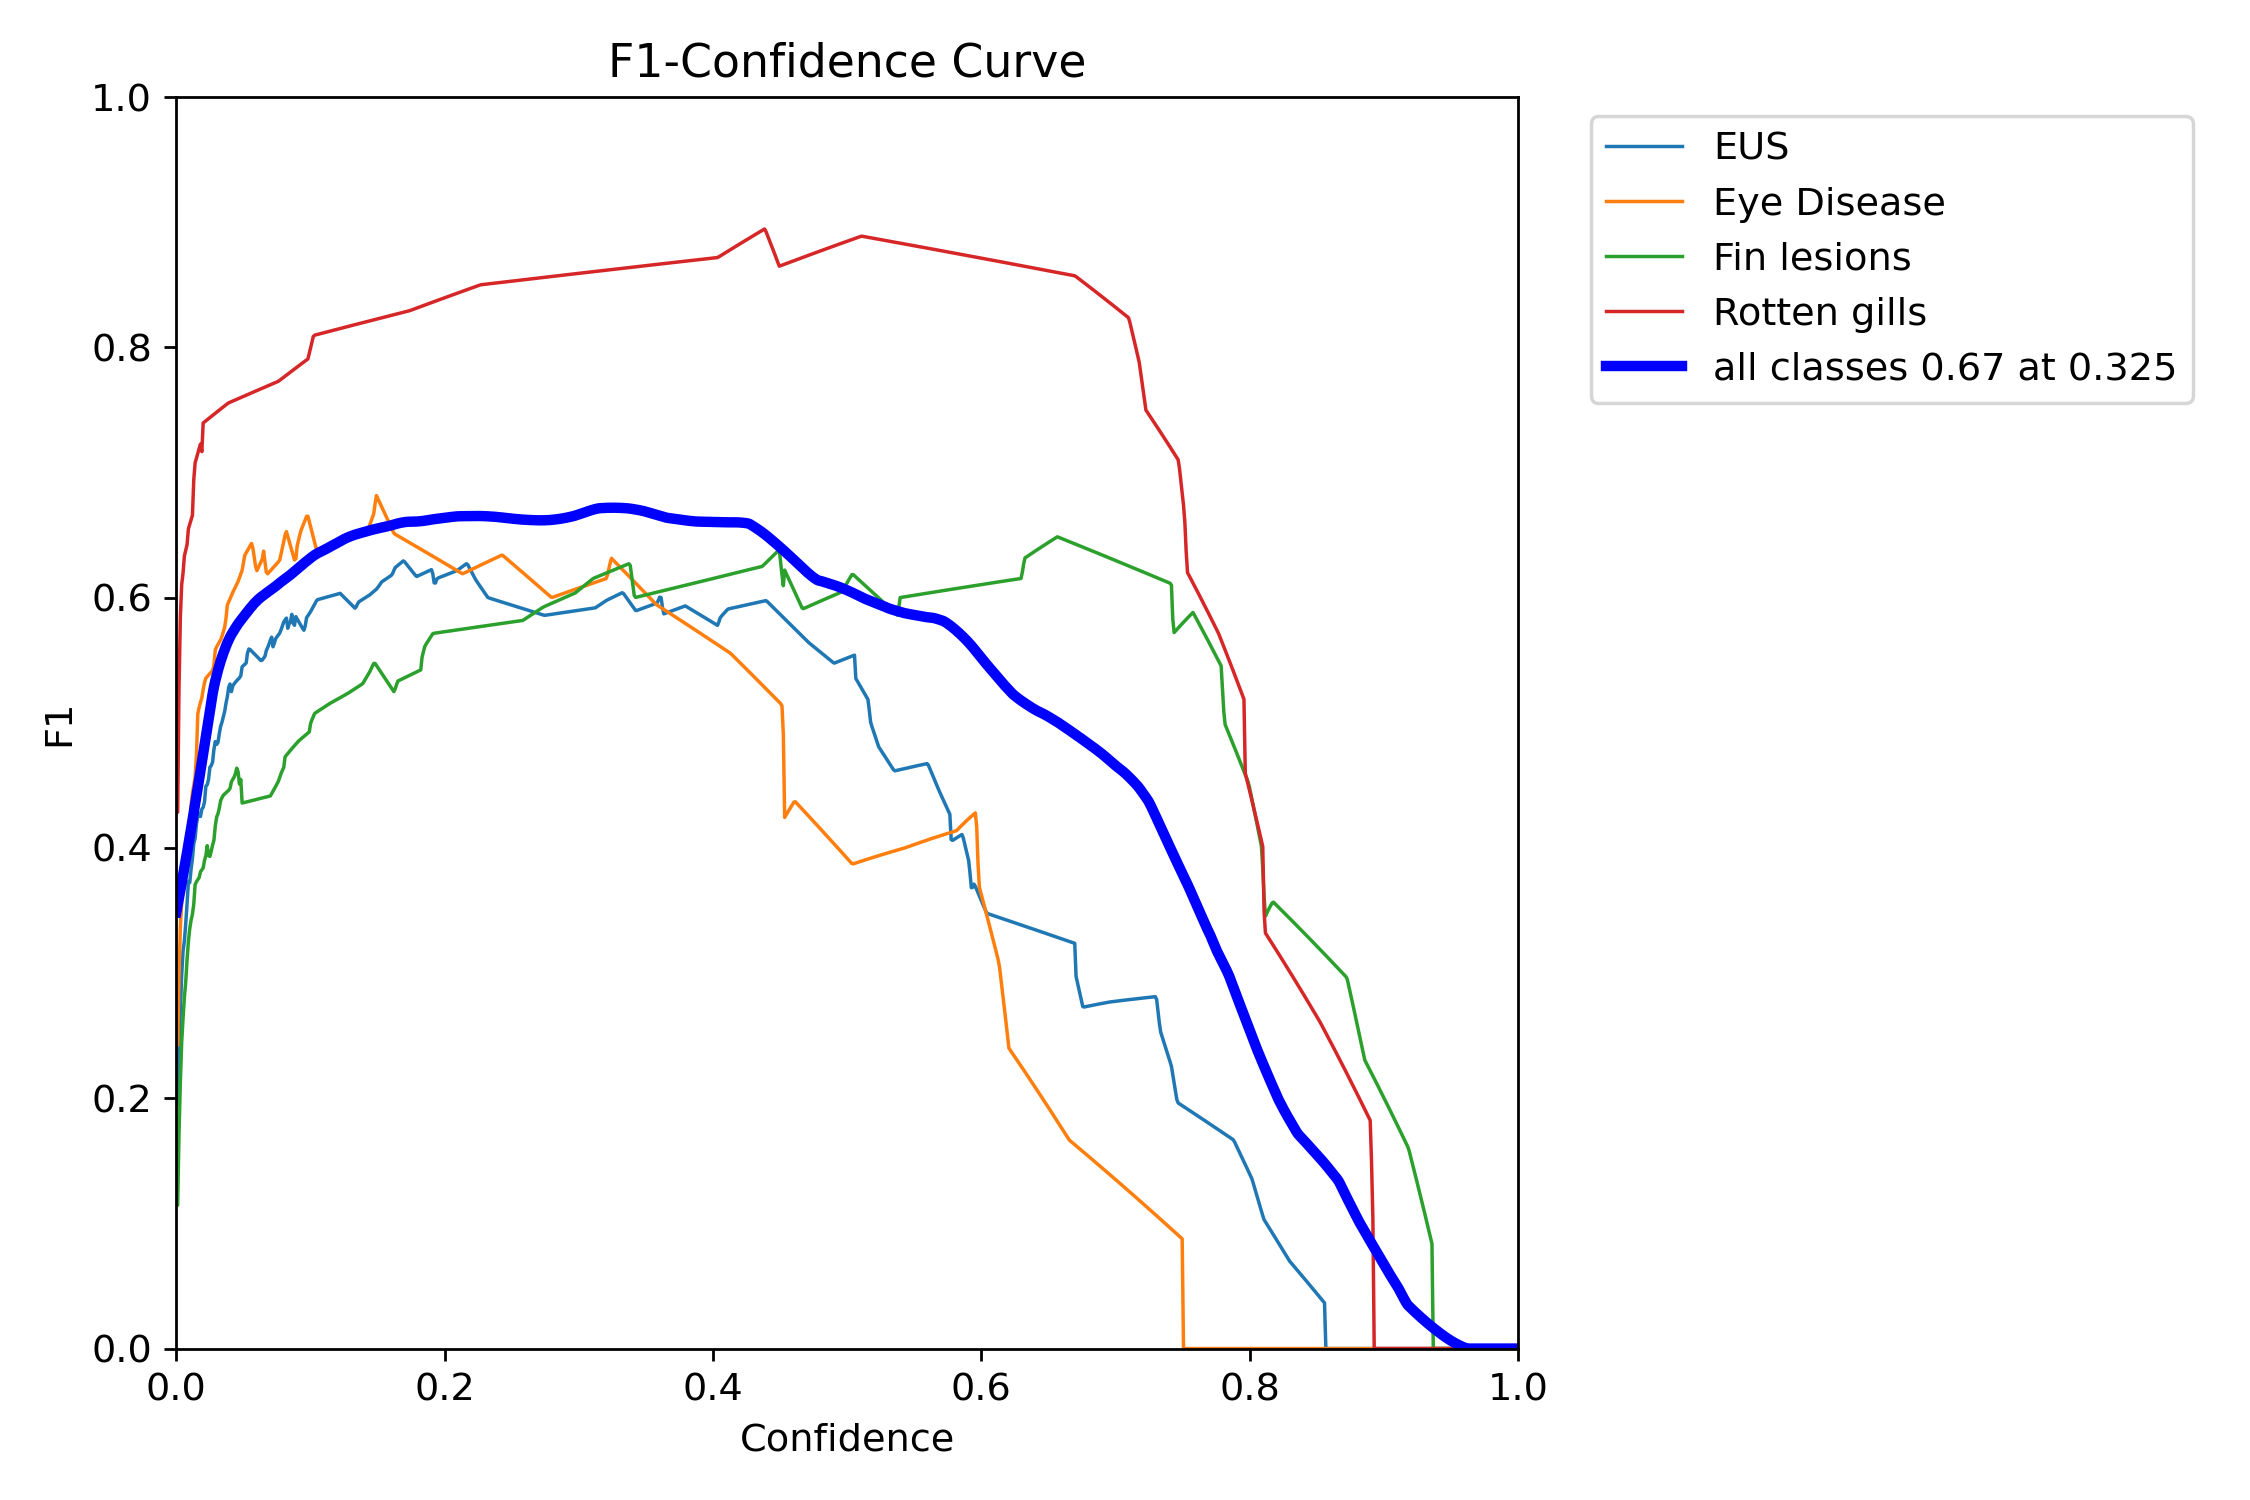 F1-Confidence Curve
1.0
0.8
0.6
0.4
0.2
0.0
F1
0.0 0.2 0.4 0.6 0.8 1.0
Confidence
EUS
Eye Disease
Fin lesions
Rotten gills
all classes 0.67 at 0.325